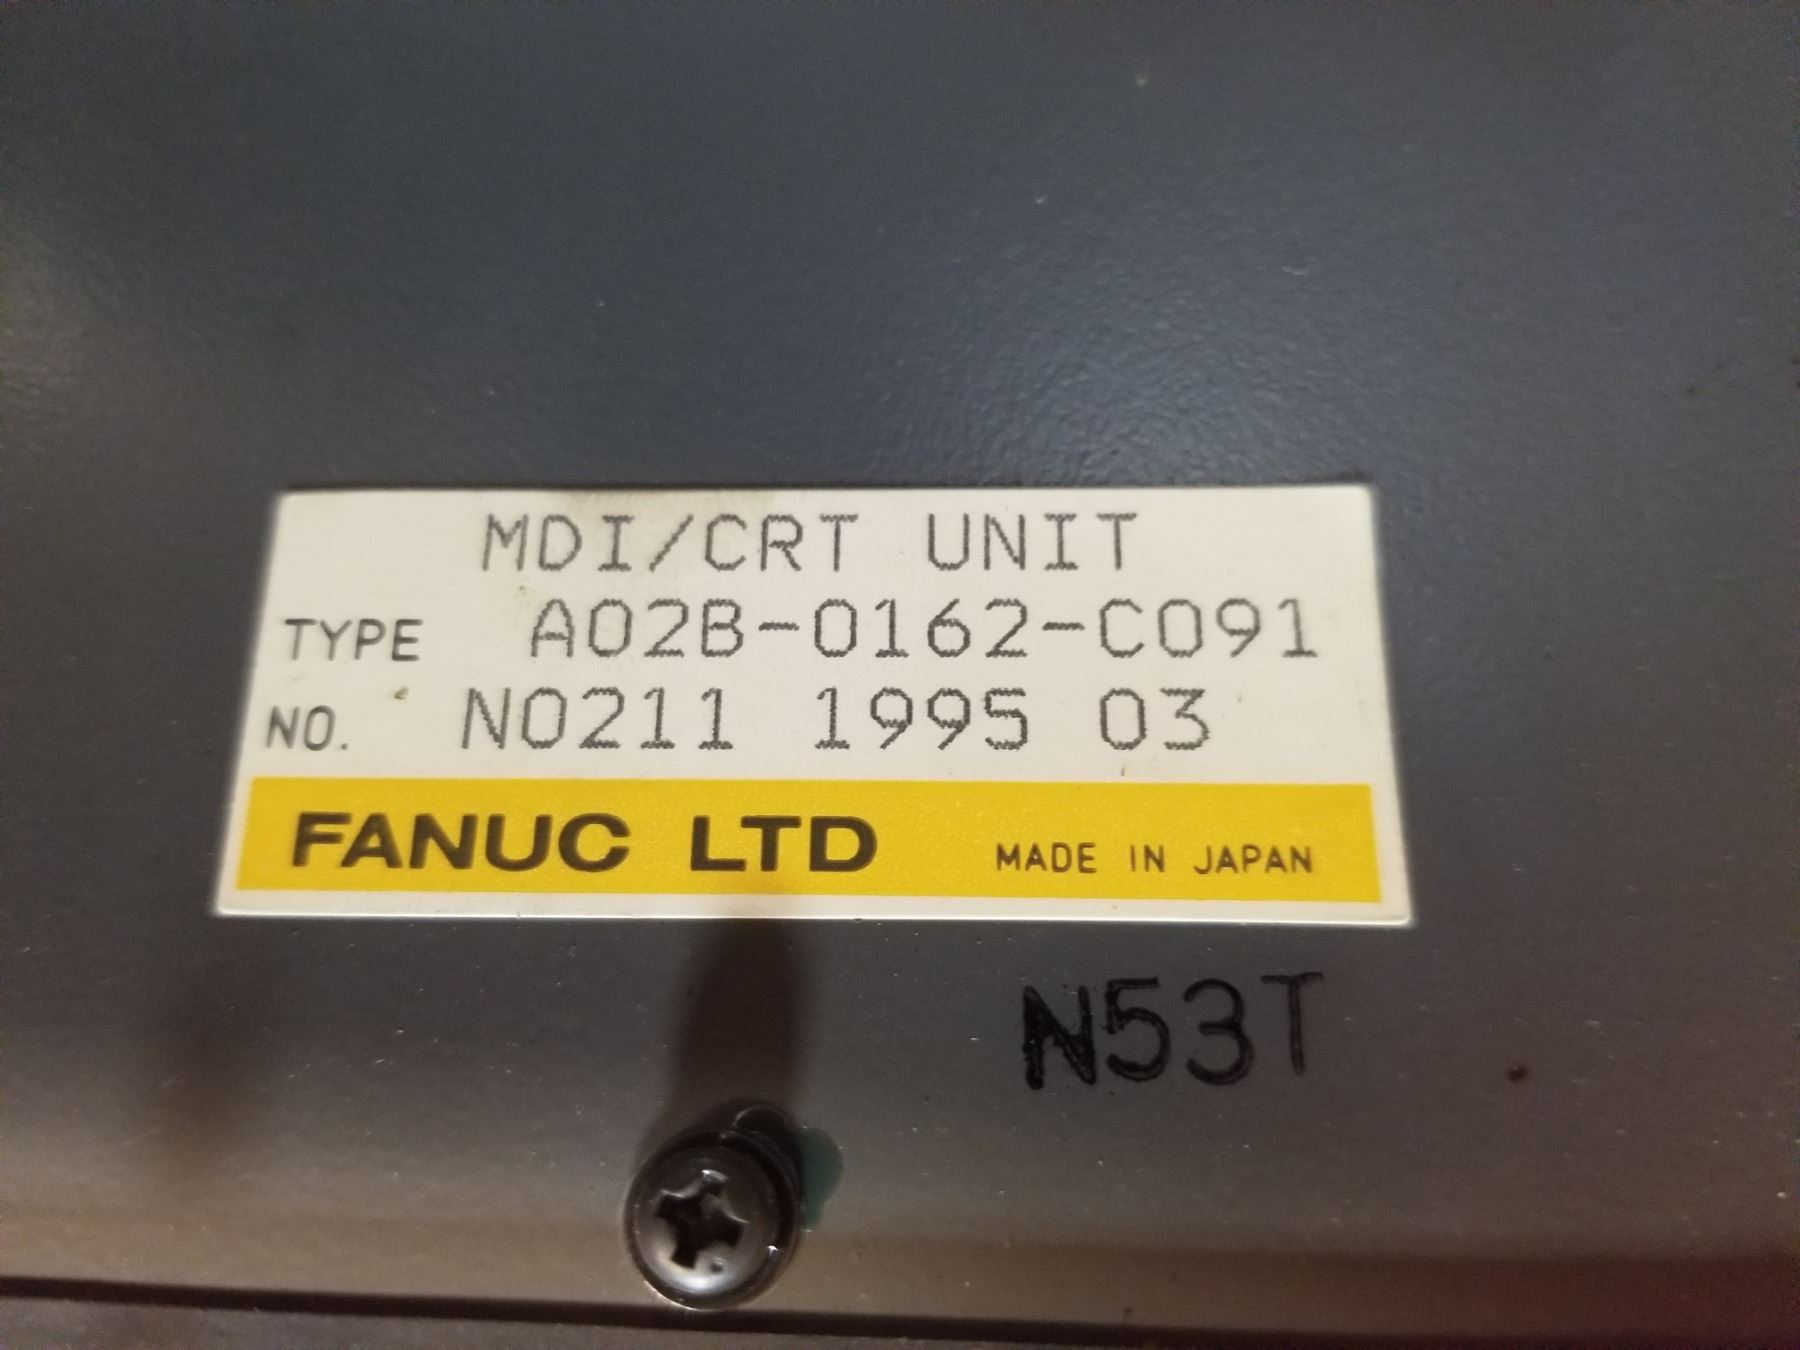 MDI/CRT UNIT
TYPE A02B-0162-C091
NO. N0211 1995 03
FANUC LTD MADE IN JAPAN
N53T